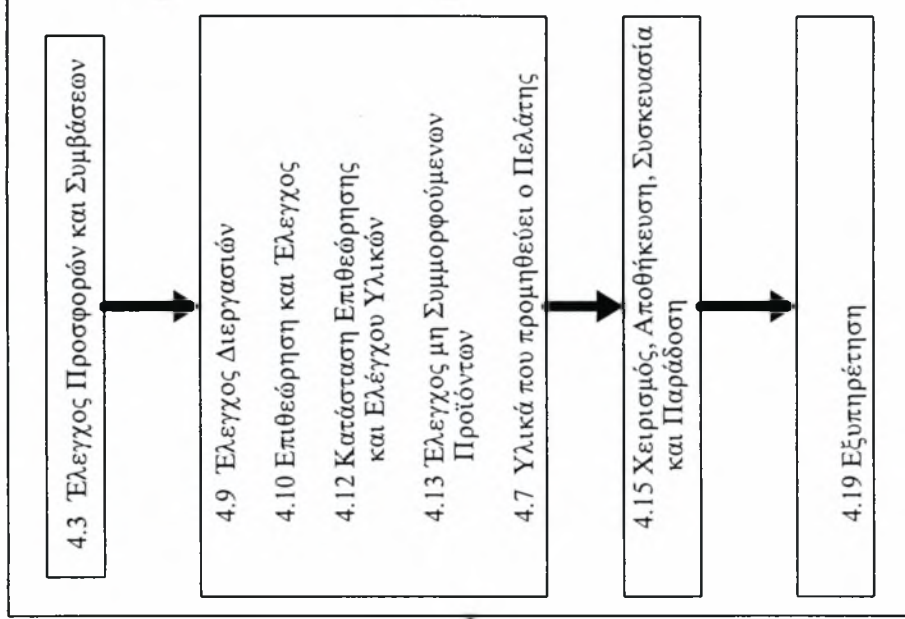 4.3 Έλεγχος Προσφορών και Συμβάσεων
4.9 Έλεγχος Διεργασιών
4.10 Επιθεώρηση και Έλεγχος
4.12 Κατάσταση Επιθεώρησης
και Ελέγχου Υλικών
4.13 Έλεγχος μη Συμμορφούμενων
Προϊόντων
4.7 Υλικά που προμηθεύει ο Πελάτης
4.15 Χειρισμός, Αποθήκευση, Συσκευασία
και Παράδοση
4.19 Εξυπηρέτηση